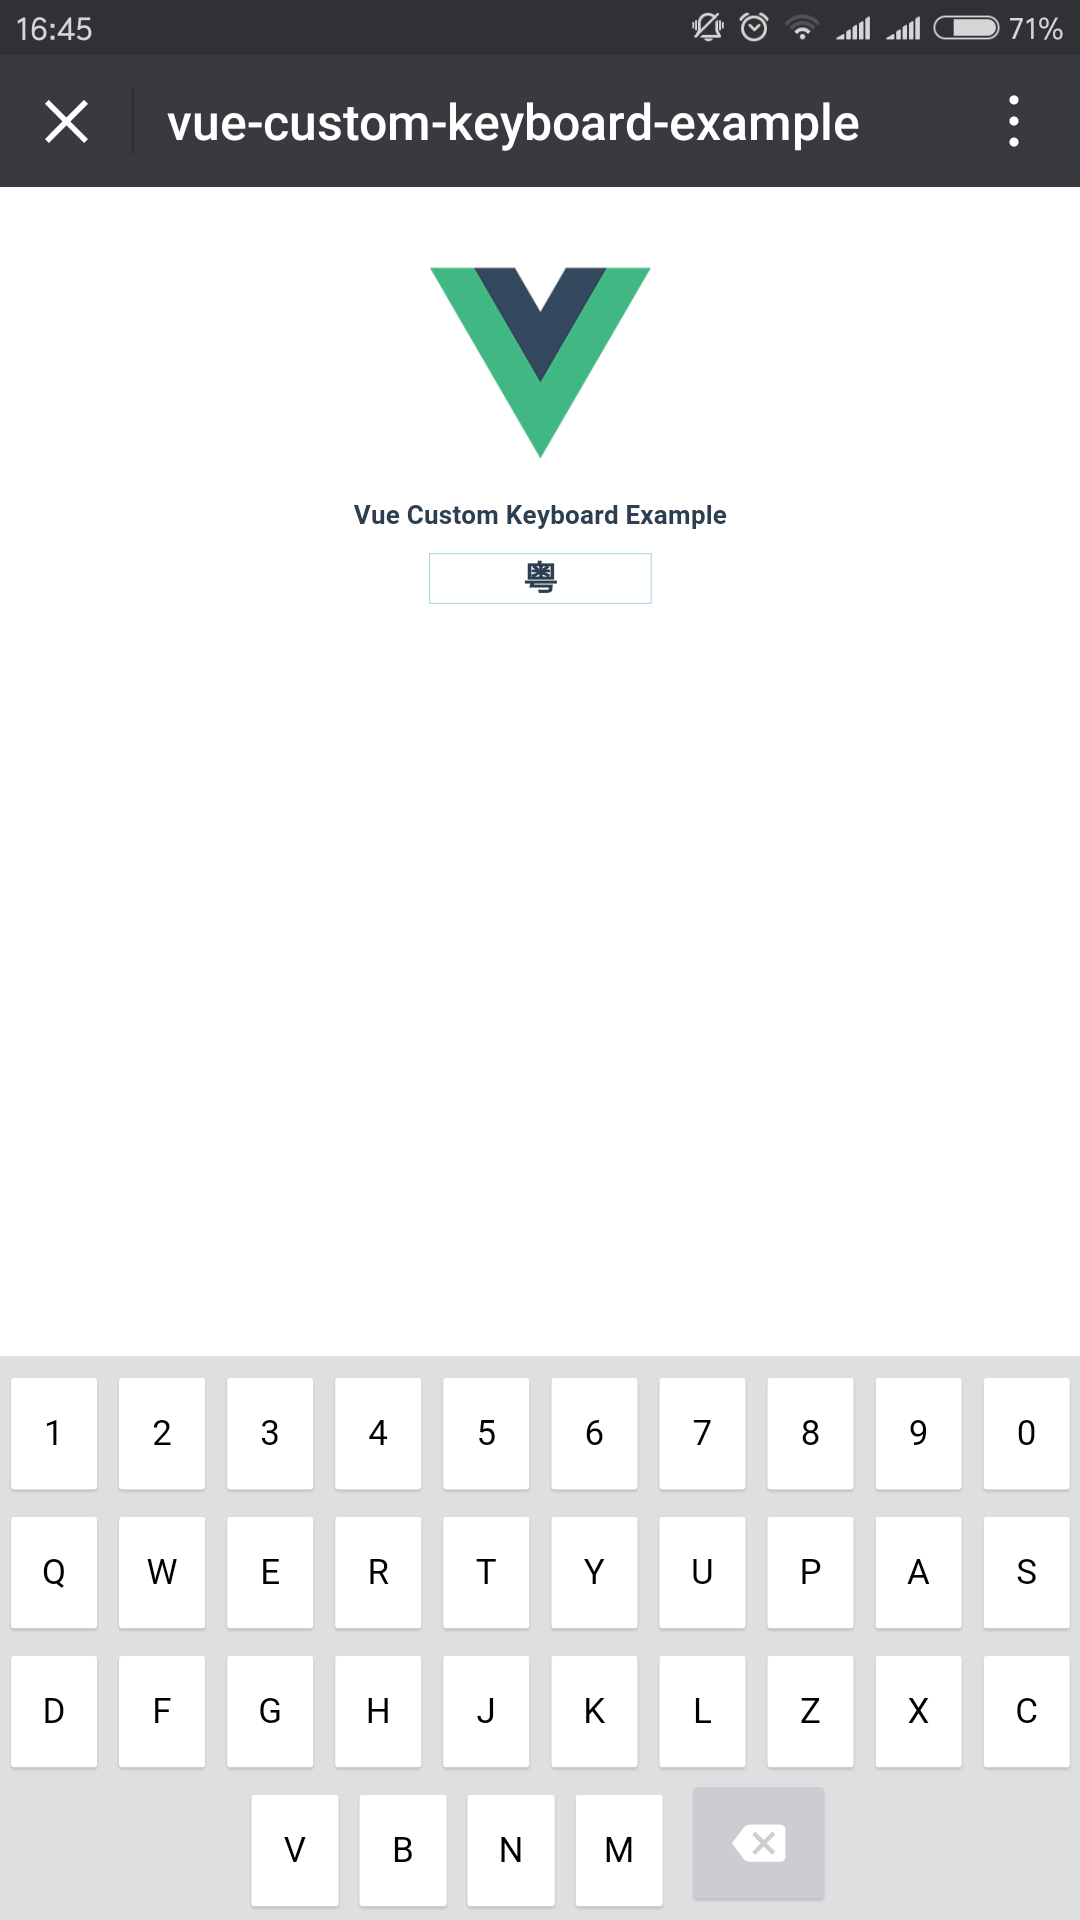 16:45 71%
vue-custom-keyboard-example
Vue Custom Keyboard Example
粤
1 2 3 4 5 6 7 8 9 0
Q W E R T Y U P A S
D F G H J K L Z X C
V B N M